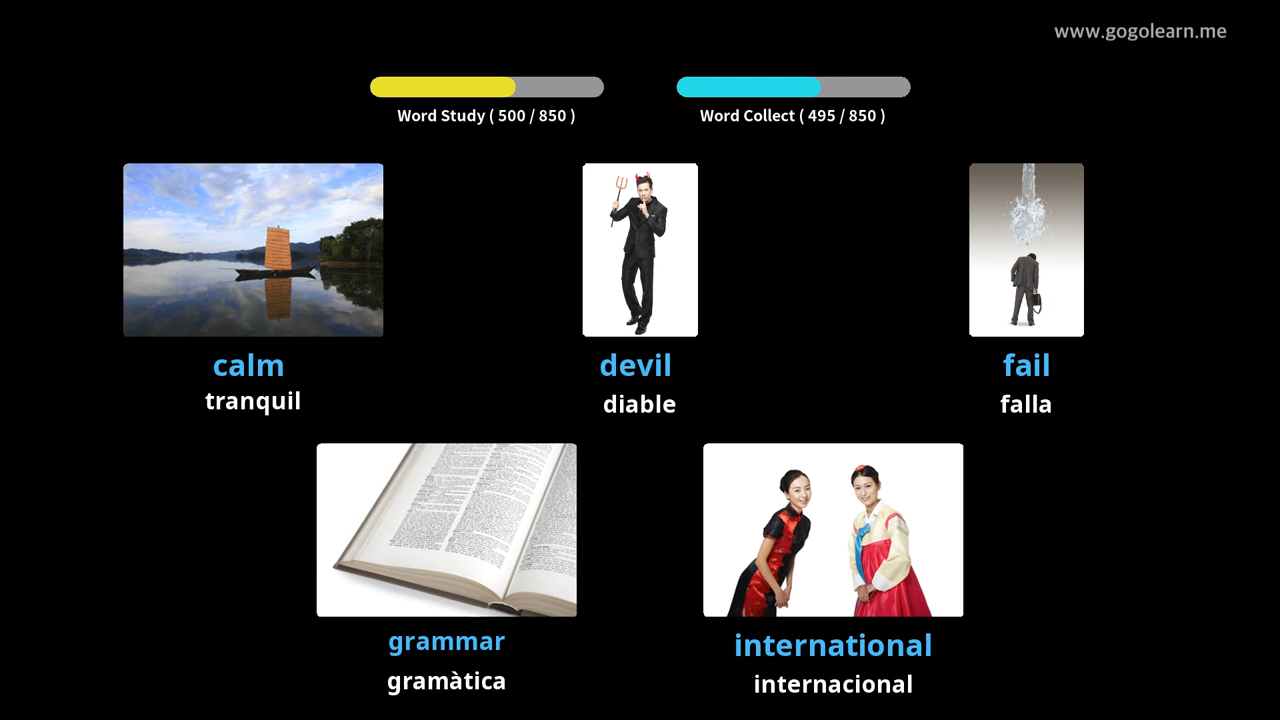 www.gogolearn.me
Word Study ( 500 / 850 )
Word Collect ( 495 / 850 )
calm
tranquil
devil
diable
fail
falla
grammar
gramàtica
international
internacional